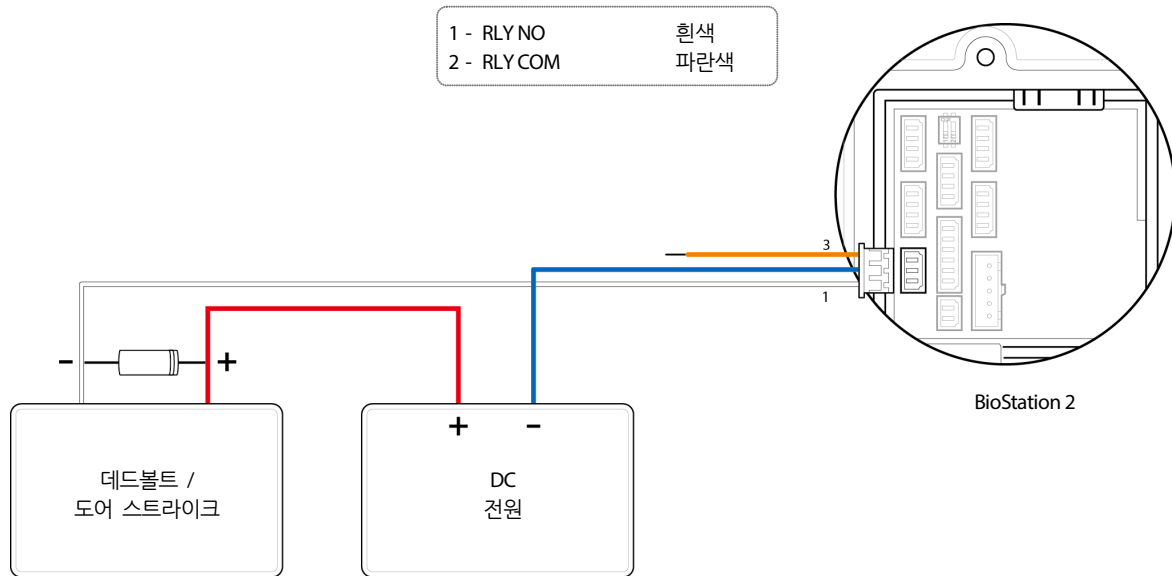 1 - RLY NO 흰색
2 - RLY COM 파란색
3
1
- +
+ -
데드볼트 /
도어 스트라이크
DC
전원
BioStation 2